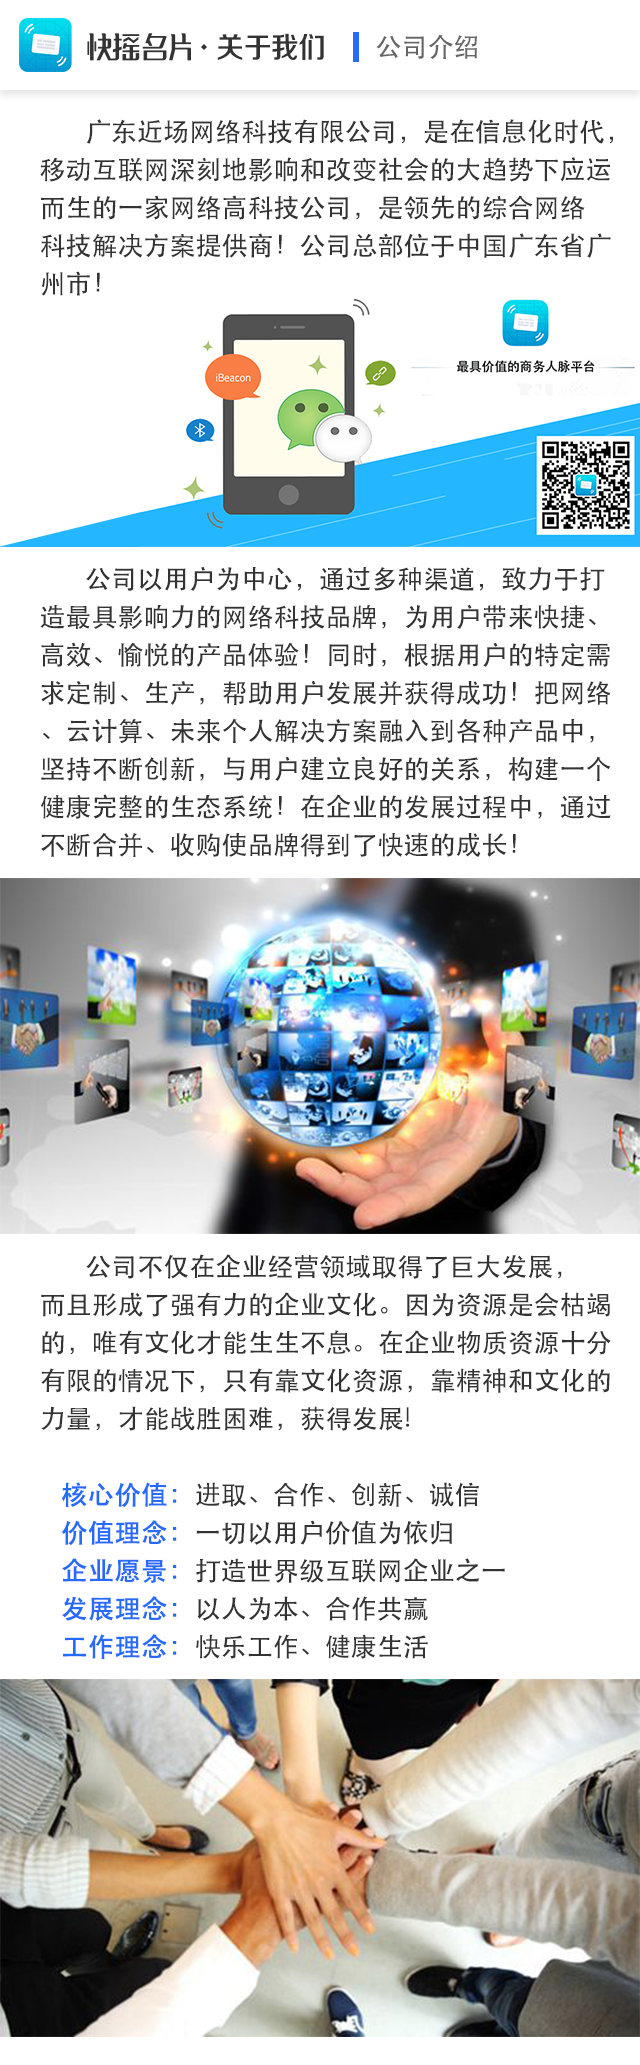 快摇名片·关于我们 公司介绍
广东近场网络科技有限公司，是在信息化时代，
移动互联网深刻地影响和改变社会的大趋势下应运
而生的一家网络高科技公司，是领先的综合网络
科技解决方案提供商！公司总部位于中国广东省广
州市！
最具价值的商务人脉平台
iBeacon
公司以用户为中心，通过多种渠道，致力于打
造最具影响力的网络科技品牌，为用户带来快捷、
高效、愉悦的产品体验！同时，根据用户的特定需
求定制、生产，帮助用户发展并获得成功！把网络
、云计算、未来个人解决方案融入到各种产品中，
坚持不断创新，与用户建立良好的关系，构建一个
健康完整的生态系统！在企业的发展过程中，通过
不断合并、收购使品牌得到了快速的成长！
公司不仅在企业经营领域取得了巨大发展，
而且形成了强有力的企业文化。因为资源是会枯竭
的，唯有文化才能生生不息。在企业物质资源十分
有限的情况下，只有靠文化资源，靠精神和文化的
力量，才能战胜困难，获得发展!
核心价值：进取、合作、创新、诚信
价值理念：一切以用户价值为依归
企业愿景：打造世界级互联网企业之一
发展理念：以人为本、合作共赢
工作理念：快乐工作、健康生活